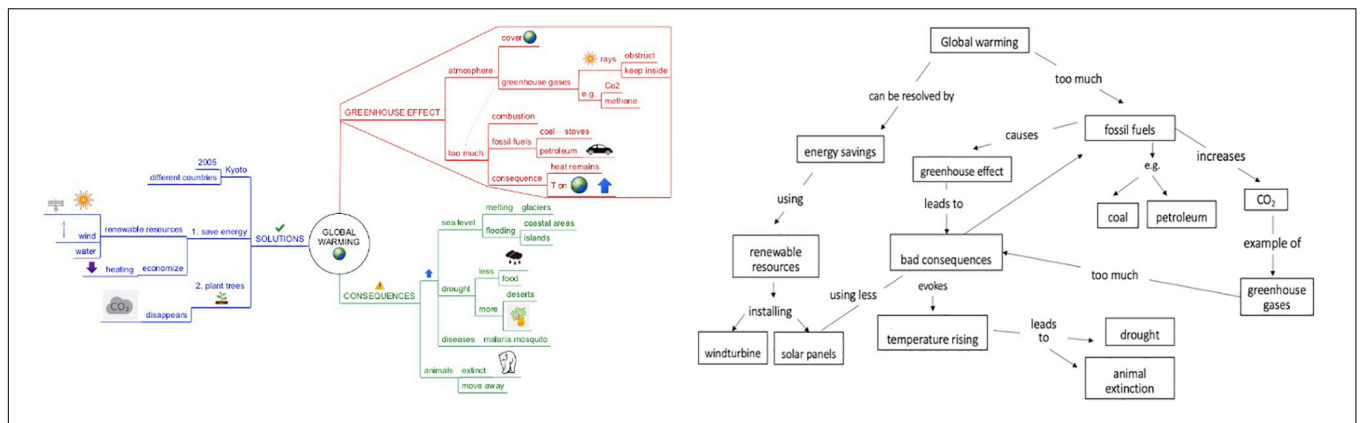 cover
atmosphere
rays
obstruct
keep inside
greenhouse gases
e.g.
Co2
methane
GREENHOUSE EFFECT
combustion
too much
fossil fuels
coal stoves
petroleum
consequence
heat remains
T on
GLOBAL
WARMING
SOLUTIONS
2005
Kyoto
different countries
1. save energy
renewable resources
wind
water
heating
economize
2. plant trees
CO₂
disappears
CONSEQUENCES
sea level
melting glaciers
flooding
coastal areas
islands
drought
less
food
more
deserts
diseases malaria mosquito
animals
extinct
move away
Global warming
too much
can be resolved by
fossil fuels
causes
energy savings
greenhouse effect
e.g.
increases
using
leads to
coal
petroleum
CO₂
example of
renewable
resources
bad consequences
too much
greenhouse
gases
using less
evokes
installing
windturbine
solar panels
temperature rising
leads
to
drought
animal
extinction